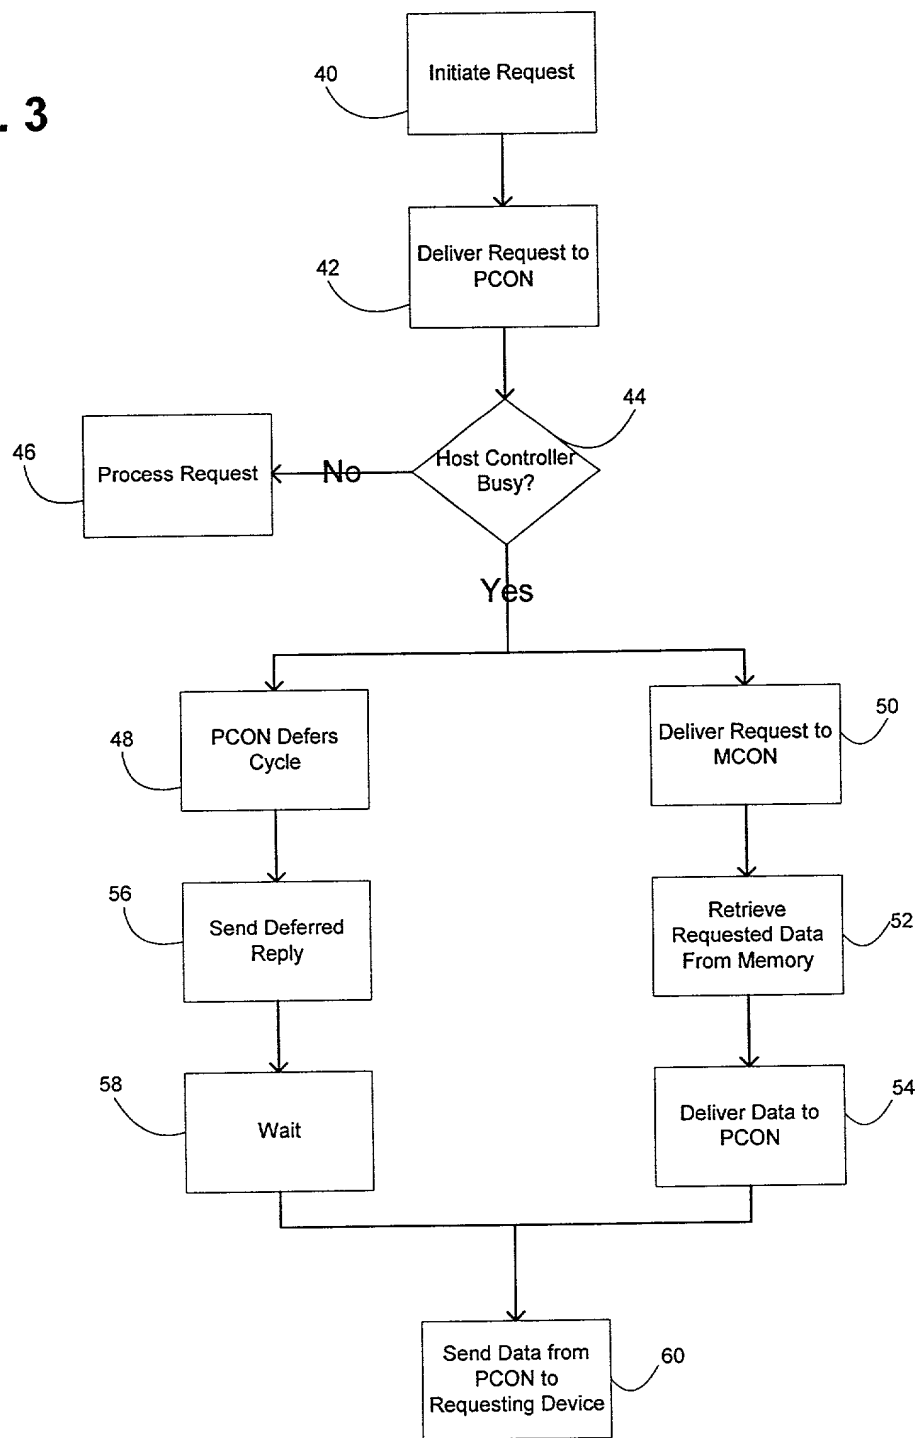 . 3
40
Initiate Request
42
Deliver Request to
PCON
44
Host Controller
Busy?
46
Process Request
No
Yes
48
PCON Defers
Cycle
50
Deliver Request to
MCON
56
Send Deferred
Reply
52
Retrieve
Requested Data
From Memory
58
Wait
54
Deliver Data to
PCON
60
Send Data from
PCON to
Requesting Device